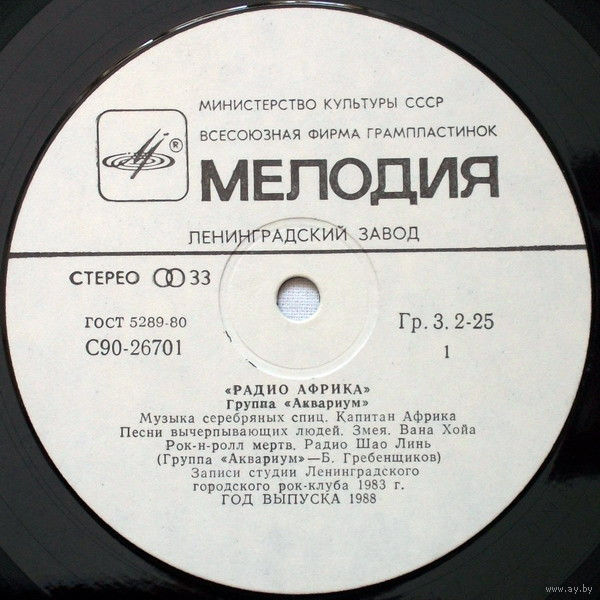 МИНИСТЕРСТВО КУЛЬТУРЫ СССР
ВСЕСОЮЗНАЯ ФИРМА ГРАМПЛАСТИНОК
®
МЕЛОДИЯ
ЛЕНИНГРАДСКИЙ ЗАВОД
СТЕРЕО 33
ГОСТ 5289-80
Гр. 3. 2-25
С90-26701
1
«РАДИО АФРИКА»
Группа «Аквариум»
Музыка серебряных спиц. Капитан Африка
Песни вычерпывающих людей. Змея. Вана Хойа
Рок-н-ролл мертв. Радио Шао Линь
(Группа «Аквариум»—Б. Гребенщиков)
Записи студии Ленинградского
городского рок-клуба 1983 г.
ГОД ВЫПУСКА 1988
www.ay.by